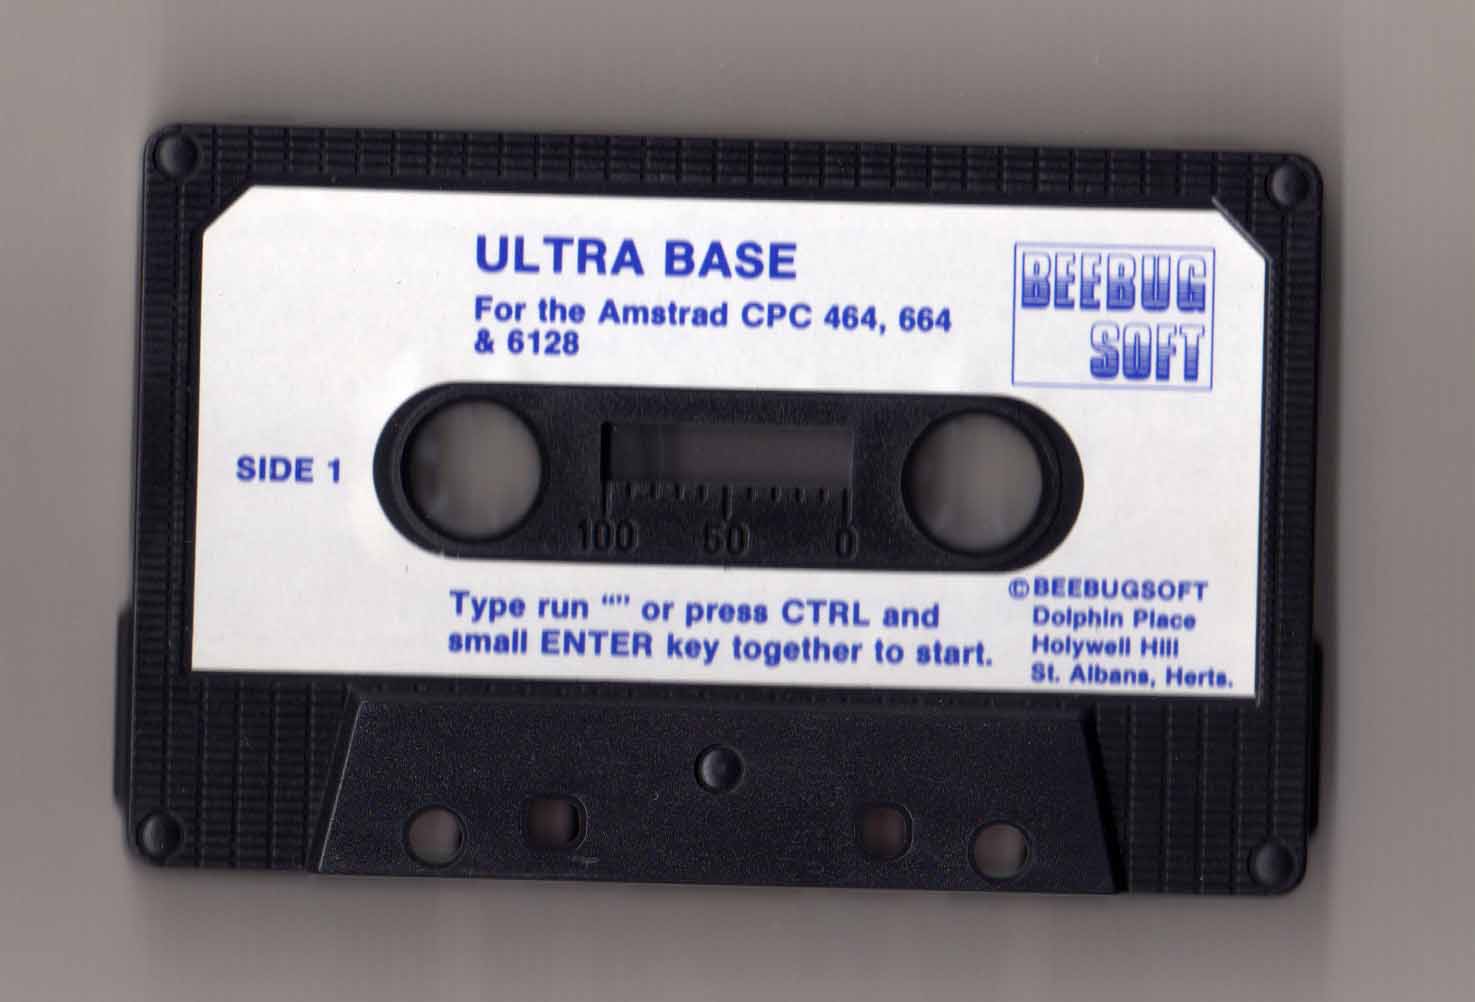 ULTRA BASE
For the Amstrad CPC 464, 664
& 6128
BEEBUG
SOFT
SIDE 1
100 50 0
Type run “” or press CTRL and
small ENTER key together to start.
©BEEBUGSOFT
Dolphin Place
Holywell Hill
St. Albans, Herts.